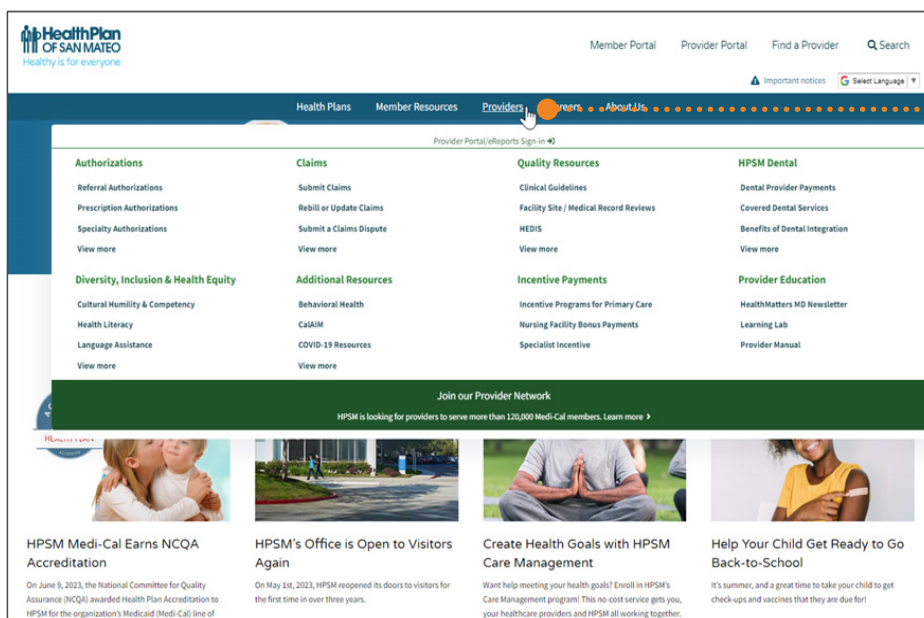 HealthPlan
OF SAN MATEO
Healthy is for everyone
Member Portal Provider Portal Find a Provider Search
Important notices G Select Language ▼
Health Plans Member Resources Providers Careers About Us
Provider Portal/eReports Sign-in
Authorizations
Referral Authorizations
Prescription Authorizations
Specialty Authorizations
View more
Claims
Submit Claims
Rebill or Update Claims
Submit a Claims Dispute
View more
Quality Resources
Clinical Guidelines
Facility Site / Medical Record Reviews
HEDIS
View more
HPSM Dental
Dental Provider Payments
Covered Dental Services
Benefits of Dental Integration
View more
Diversity, Inclusion & Health Equity
Cultural Humility & Competency
Health Literacy
Language Assistance
View more
Additional Resources
Behavioral Health
CalAIM
COVID-19 Resources
View more
Incentive Payments
Incentive Programs for Primary Care
Nursing Facility Bonus Payments
Specialist Incentive
Provider Education
HealthMatters MD Newsletter
Learning Lab
Provider Manual
Join our Provider Network
HPSM is looking for providers to serve more than 120,000 Medi-Cal members. Learn more >
HEALTH PLAN
HPSM Medi-Cal Earns NCQA
Accreditation
On June 9, 2023, the National Committee for Quality
Assurance (NCQA) awarded Health Plan Accreditation to
HPSM for the organization's Medicaid (Medi-Cal) line of
HPSM's Office is Open to Visitors
Again
On May 1st, 2023, HPSM reopened its doors to visitors for
the first time in over three years.
Create Health Goals with HPSM
Care Management
Want help meeting your health goals? Enroll in HPSM's
Care Management program! This no-cost service gets you,
your healthcare providers and HPSM all working together.
Help Your Child Get Ready to Go
Back-to-School
It's summer, and a great time to take your child to get
check-ups and vaccines that they are due for!